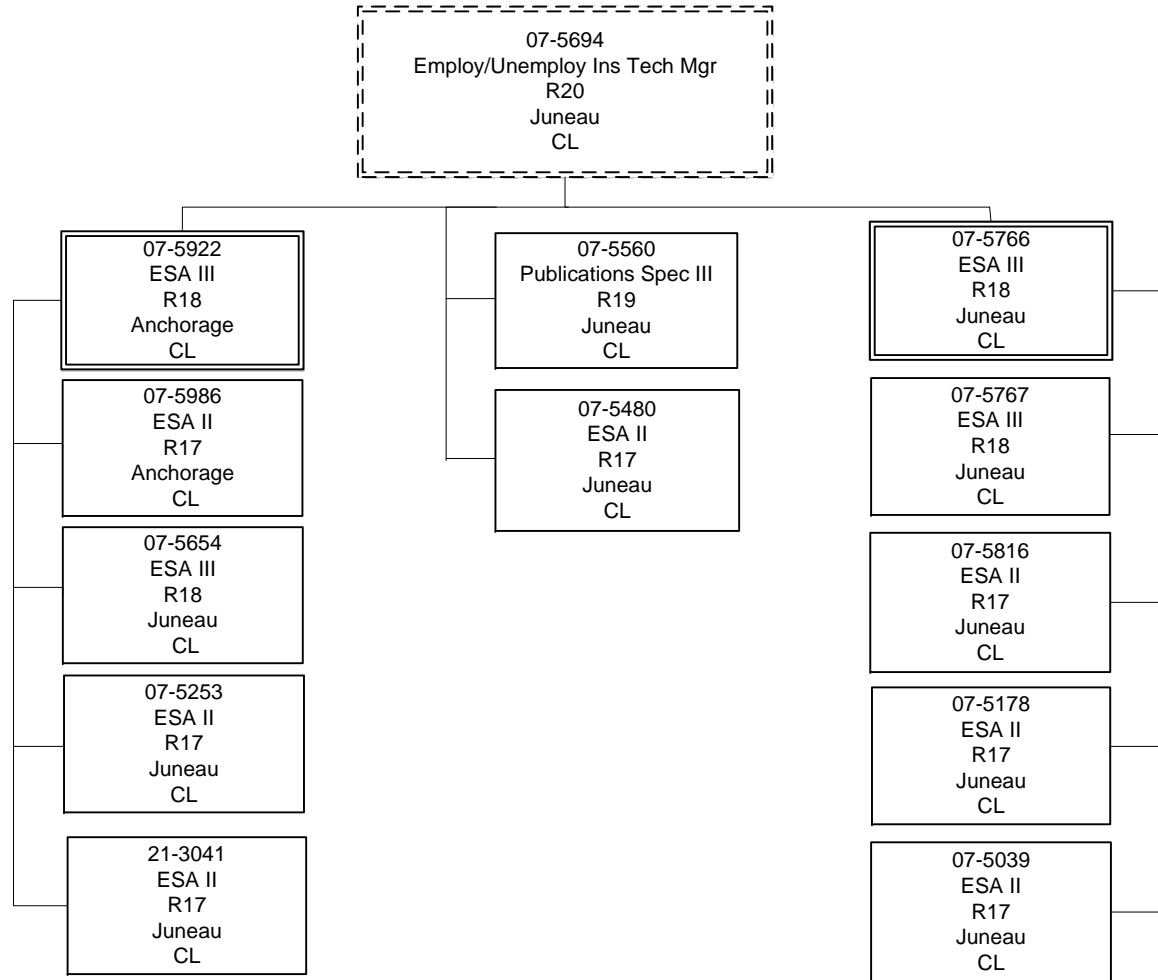 07-5694
Employ/Unemploy Ins Tech Mgr
R20
Juneau
CL
07-5922
ESA III
R18
Anchorage
CL
07-5986
ESA II
R17
Anchorage
CL
07-5654
ESA III
R18
Juneau
CL
07-5253
ESA II
R17
Juneau
CL
21-3041
ESA II
R17
Juneau
CL
07-5560
Publications Spec III
R19
Juneau
CL
07-5480
ESA II
R17
Juneau
CL
07-5766
ESA III
R18
Juneau
CL
07-5767
ESA III
R18
Juneau
CL
07-5816
ESA II
R17
Juneau
CL
07-5178
ESA II
R17
Juneau
CL
07-5039
ESA II
R17
Juneau
CL